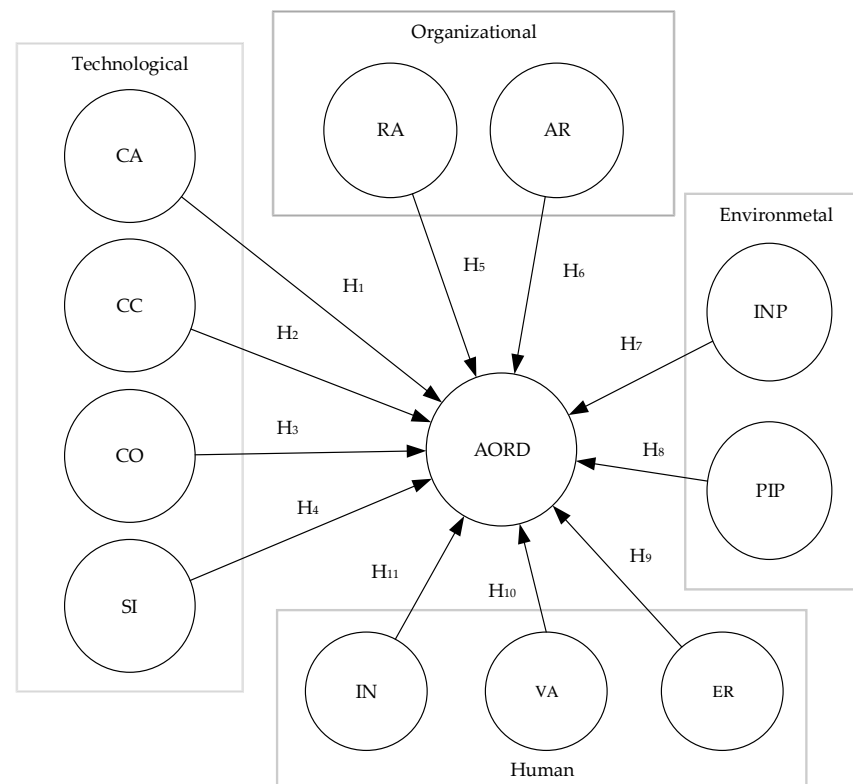 Organizational
Technological
RA
AR
CA
Environmetal
H5
H6
H1
INP
CC
H2
H7
H3
AORD
H8
CO
PIP
H4
H9
H11
H10
SI
IN
VA
ER
Human